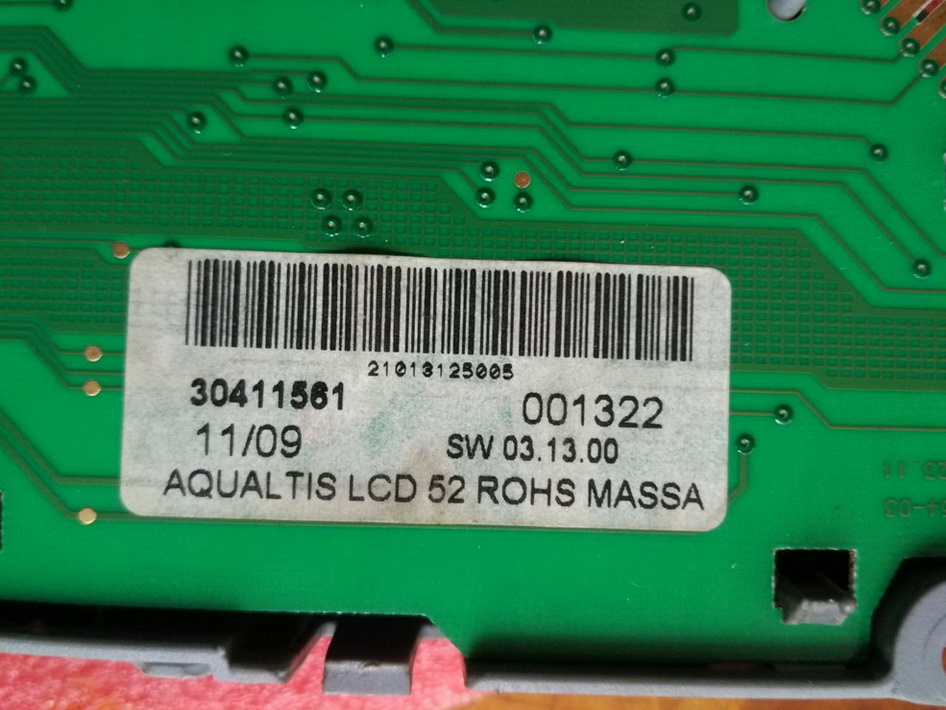 21013125005
30411561
001322
11/09
SW 03.13.00
AQUALTIS LCD 52 ROHS MASSA